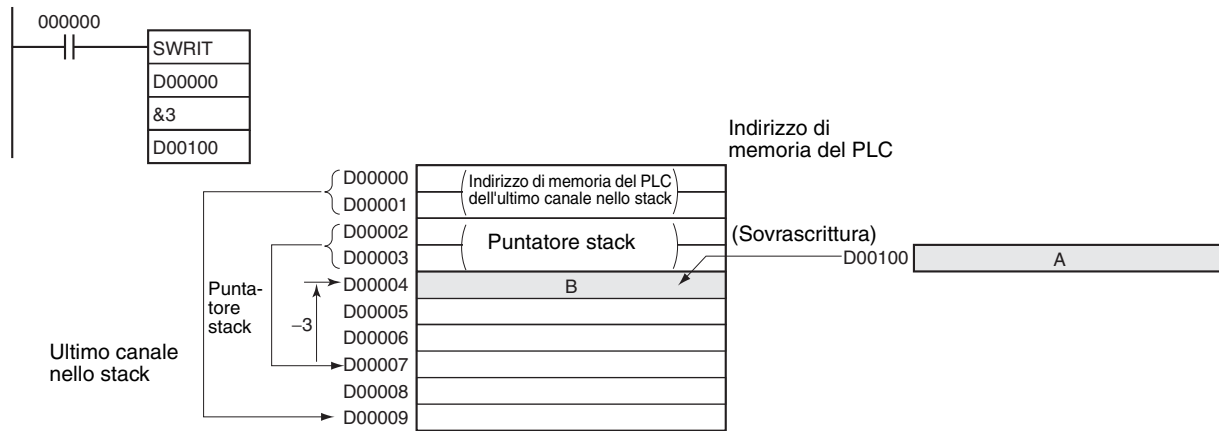 000000
SWRIT
D00000
&3
D00100
Indirizzo di
memoria del PLC
D00000
D00001
D00002
D00003
D00004
D00005
D00006
D00007
D00008
D00009
Indirizzo di memoria del PLC
dell'ultimo canale nello stack
Puntatore stack
B
(Sovrascrittura)
D00100
A
Punta-
tore
stack
–3
Ultimo canale
nello stack